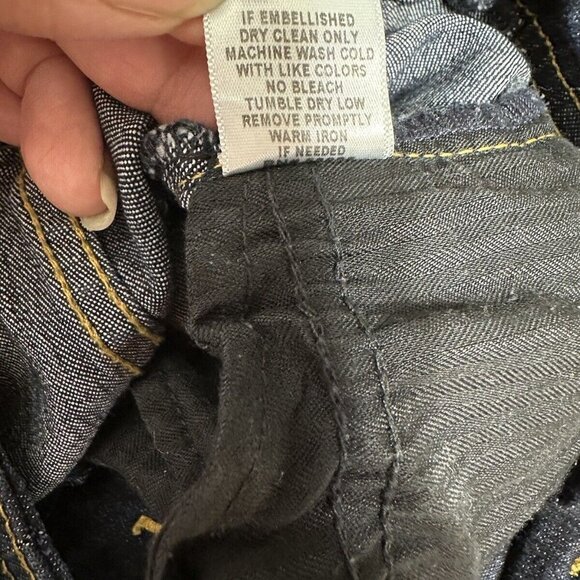 IF EMBELLISHED
DRY CLEAN ONLY
MACHINE WASH COLD
WITH LIKE COLORS
NO BLEACH
TUMBLE DRY LOW
REMOVE PROMPTLY
WARM IRON
IF NEEDED